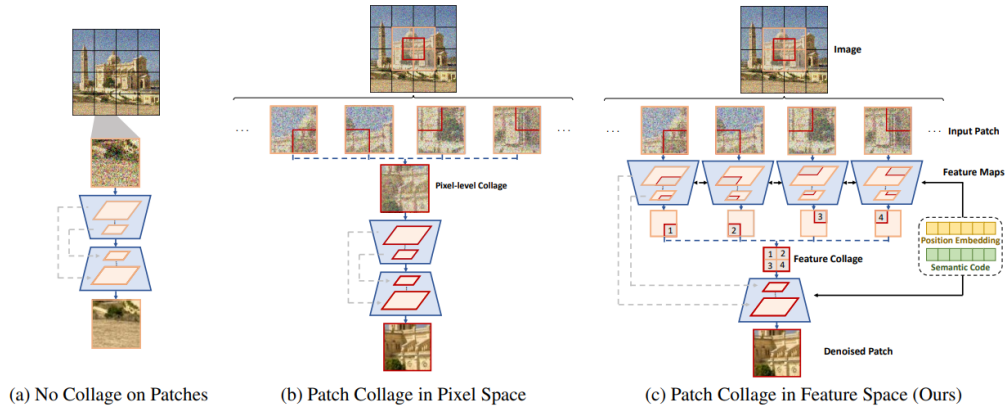 Image
... ... ... ... Input Patch
Pixel-level Collage
Feature Maps
1 2 3 4
Position Embedding
Semantic Code
1 2
3 4
Feature Collage
Denoised Patch
(a) No Collage on Patches
(b) Patch Collage in Pixel Space
(c) Patch Collage in Feature Space (Ours)